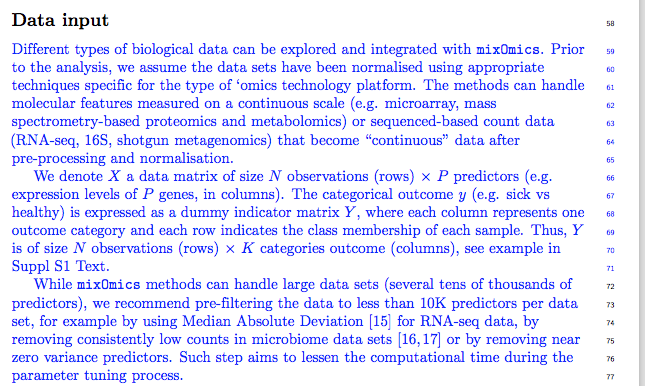 Data input 58
Different types of biological data can be explored and integrated with mixOmics. Prior 59
to the analysis, we assume the data sets have been normalised using appropriate 60
techniques specific for the type of ‘omics technology platform. The methods can handle 61
molecular features measured on a continuous scale (e.g. microarray, mass 62
spectrometry-based proteomics and metabolomics) or sequenced-based count data 63
(RNA-seq, 16S, shotgun metagenomics) that become “continuous” data after 64
pre-processing and normalisation. 65
We denote X a data matrix of size N observations (rows) × P predictors (e.g. 66
expression levels of P genes, in columns). The categorical outcome y (e.g. sick vs 67
healthy) is expressed as a dummy indicator matrix Y, where each column represents one 68
outcome category and each row indicates the class membership of each sample. Thus, Y 69
is of size N observations (rows) × K categories outcome (columns), see example in 70
Suppl S1 Text. 71
While mixOmics methods can handle large data sets (several tens of thousands of 72
predictors), we recommend pre-filtering the data to less than 10K predictors per data 73
set, for example by using Median Absolute Deviation [15] for RNA-seq data, by 74
removing consistently low counts in microbiome data sets [16,17] or by removing near 75
zero variance predictors. Such step aims to lessen the computational time during the 76
parameter tuning process. 77